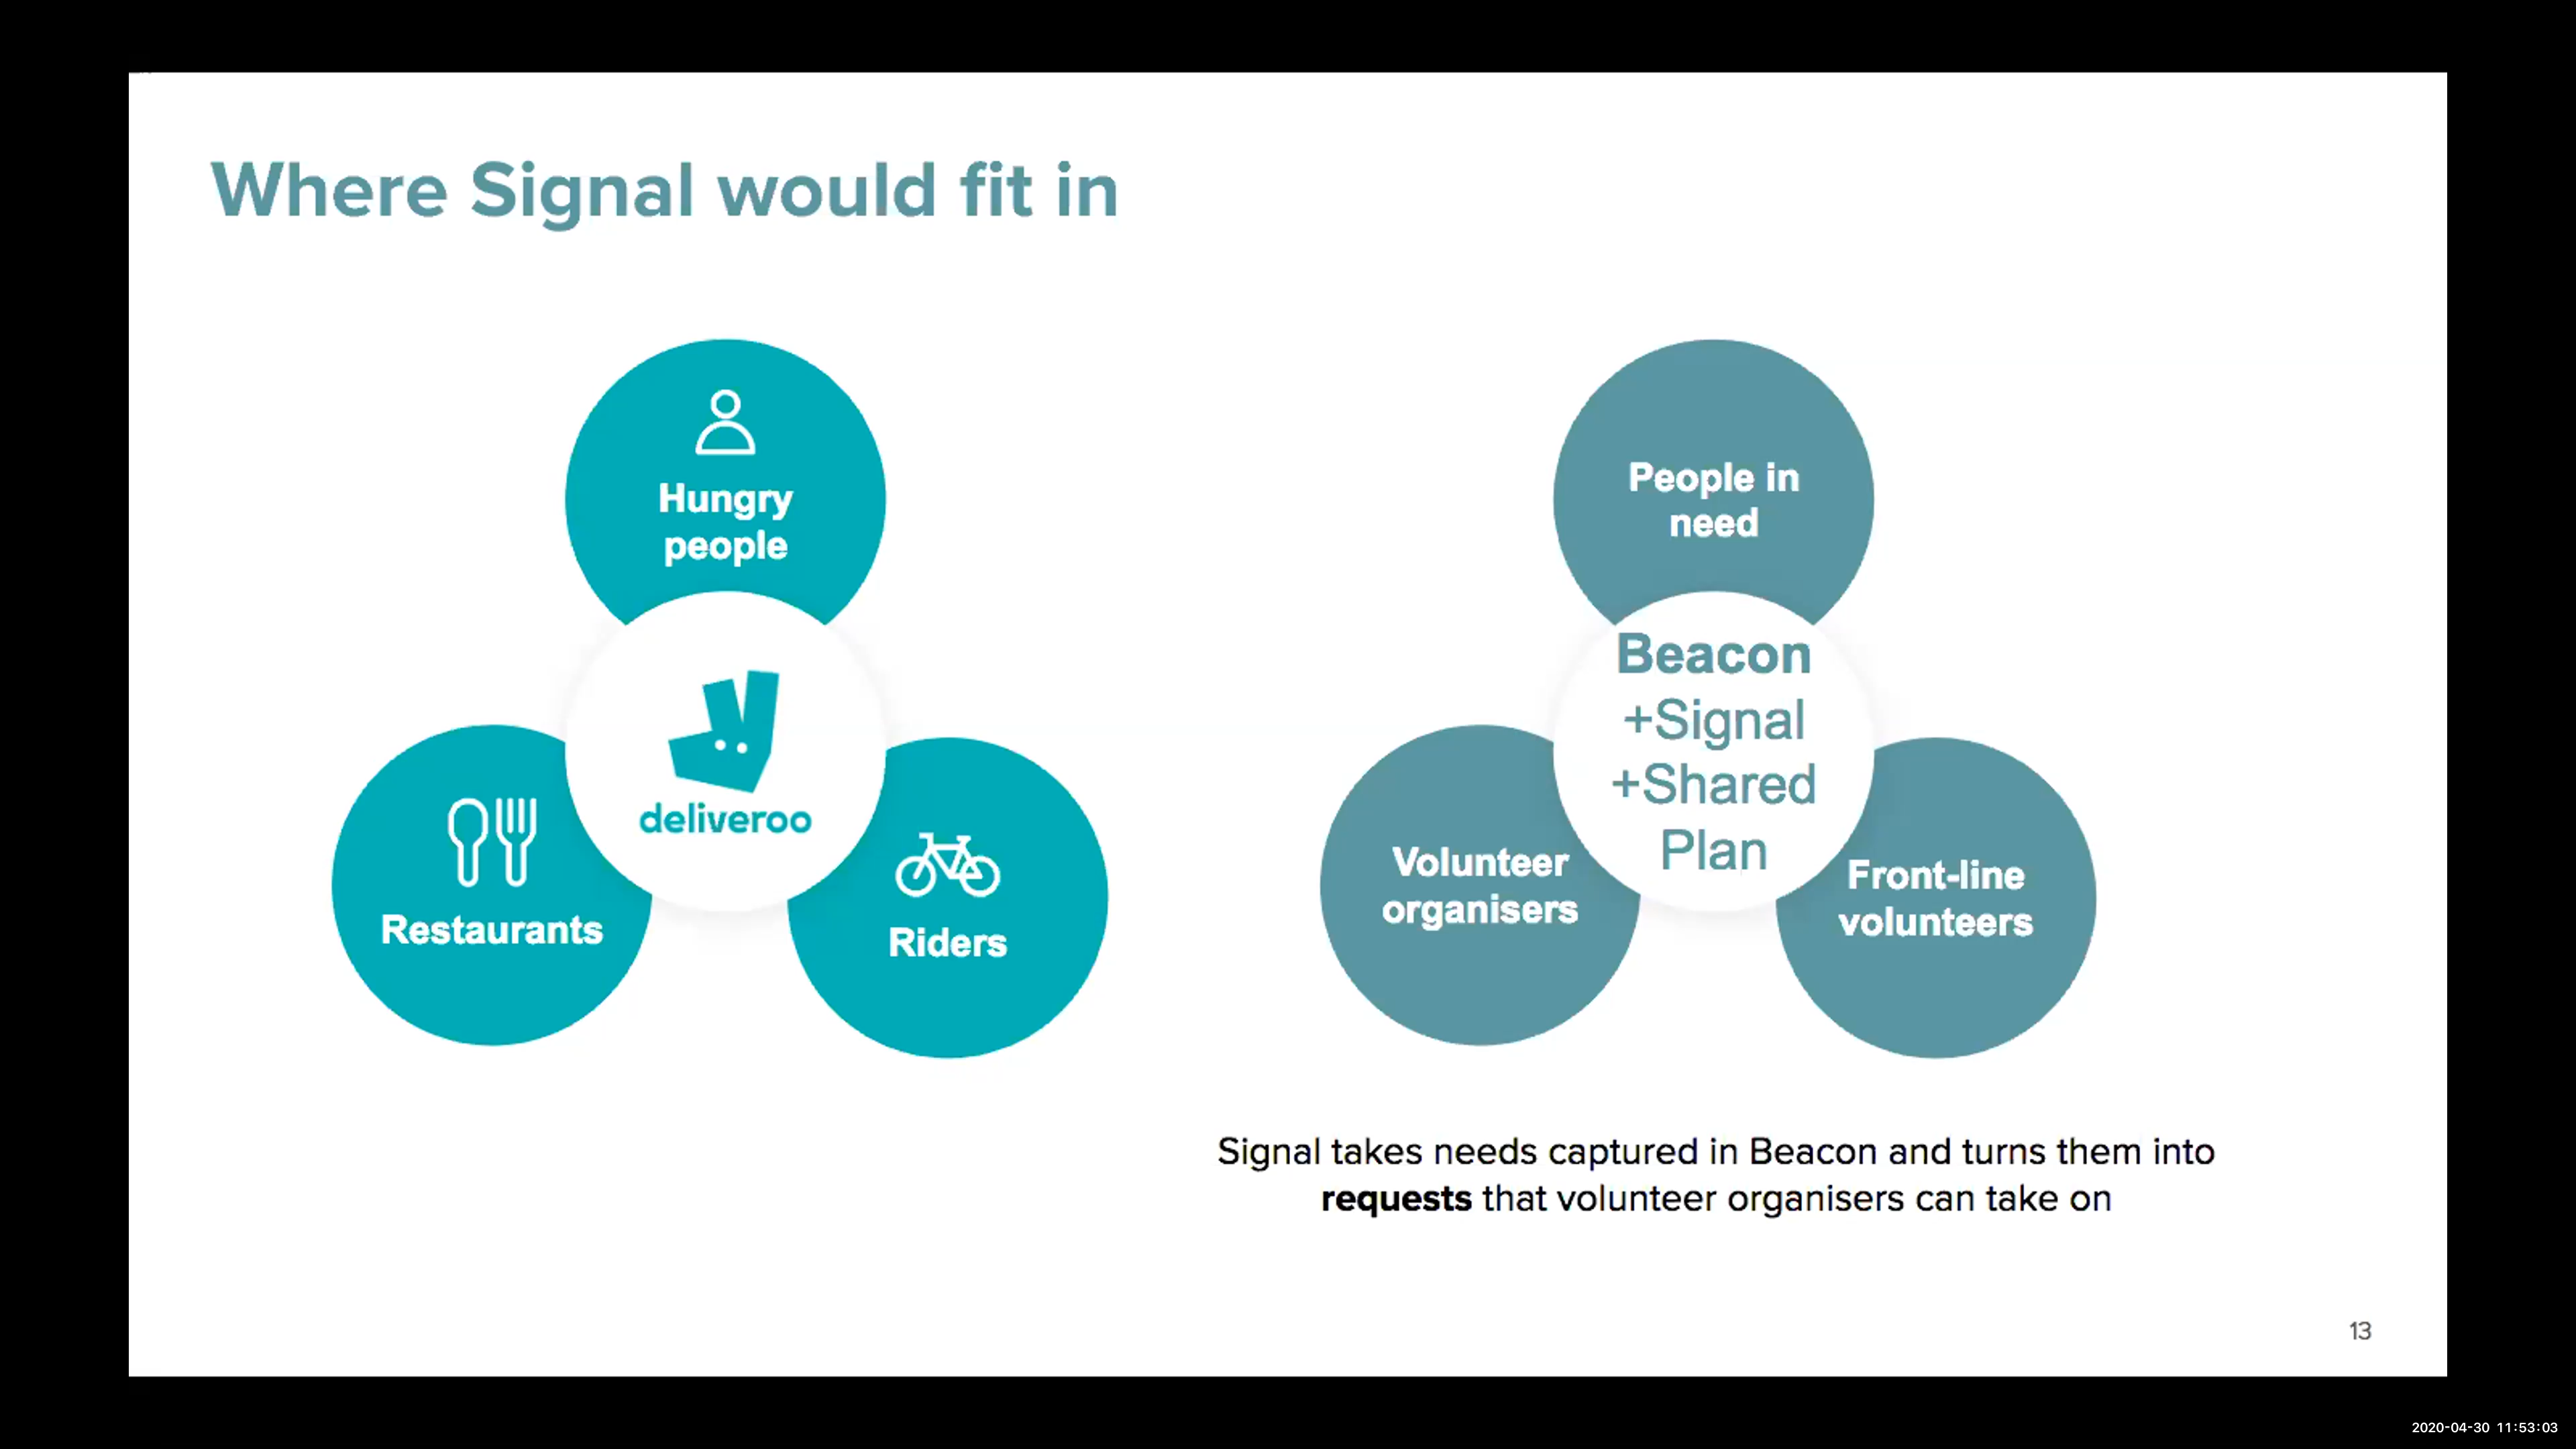 Where Signal would fit in
Hungry
people
deliveroo
Restaurants
Riders
People in
need
Beacon
+Signal
+Shared
Plan
Volunteer
organisers
Front-line
volunteers
Signal takes needs captured in Beacon and turns them into
requests that volunteer organisers can take on
13
2020-04-30 11:53:03